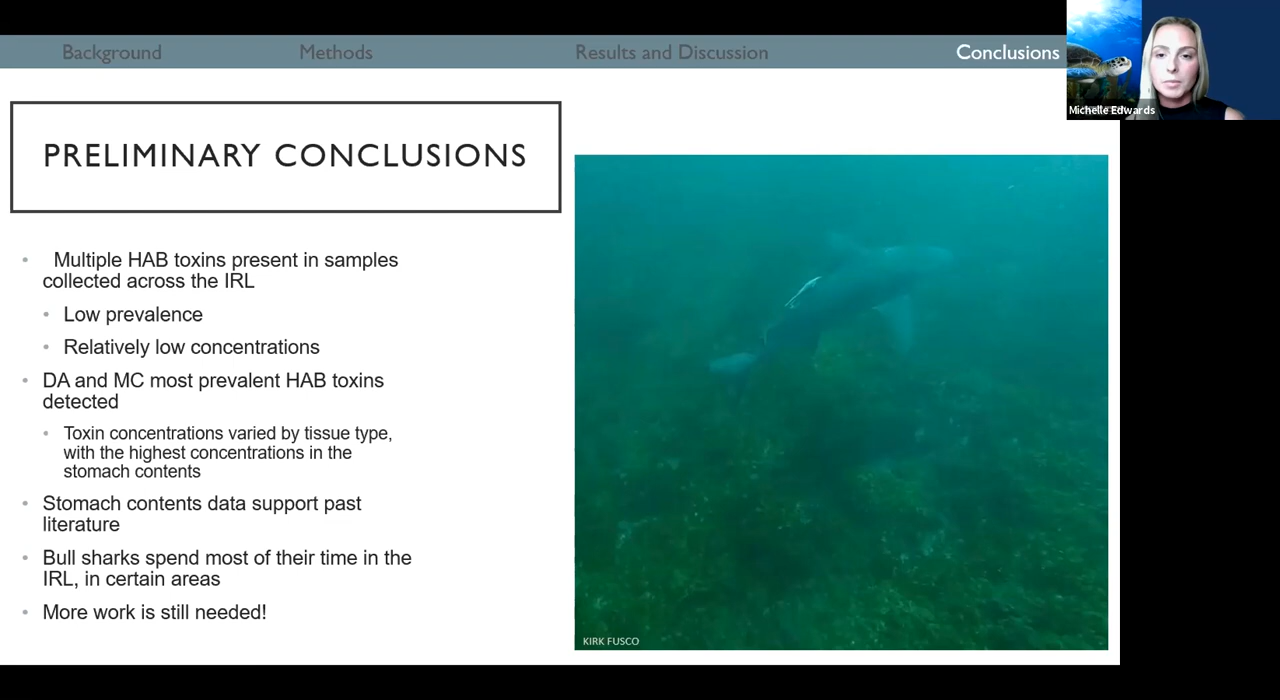 Background Methods Results and Discussion Conclusions
Michelle Edwards
PRELIMINARY CONCLUSIONS
• Multiple HAB toxins present in samples
collected across the IRL
• Low prevalence
• Relatively low concentrations
• DA and MC most prevalent HAB toxins
detected
• Toxin concentrations varied by tissue type,
with the highest concentrations in the
stomach contents
• Stomach contents data support past
literature
• Bull sharks spend most of their time in the
IRL, in certain areas
• More work is still needed!
KIRK FUSCO